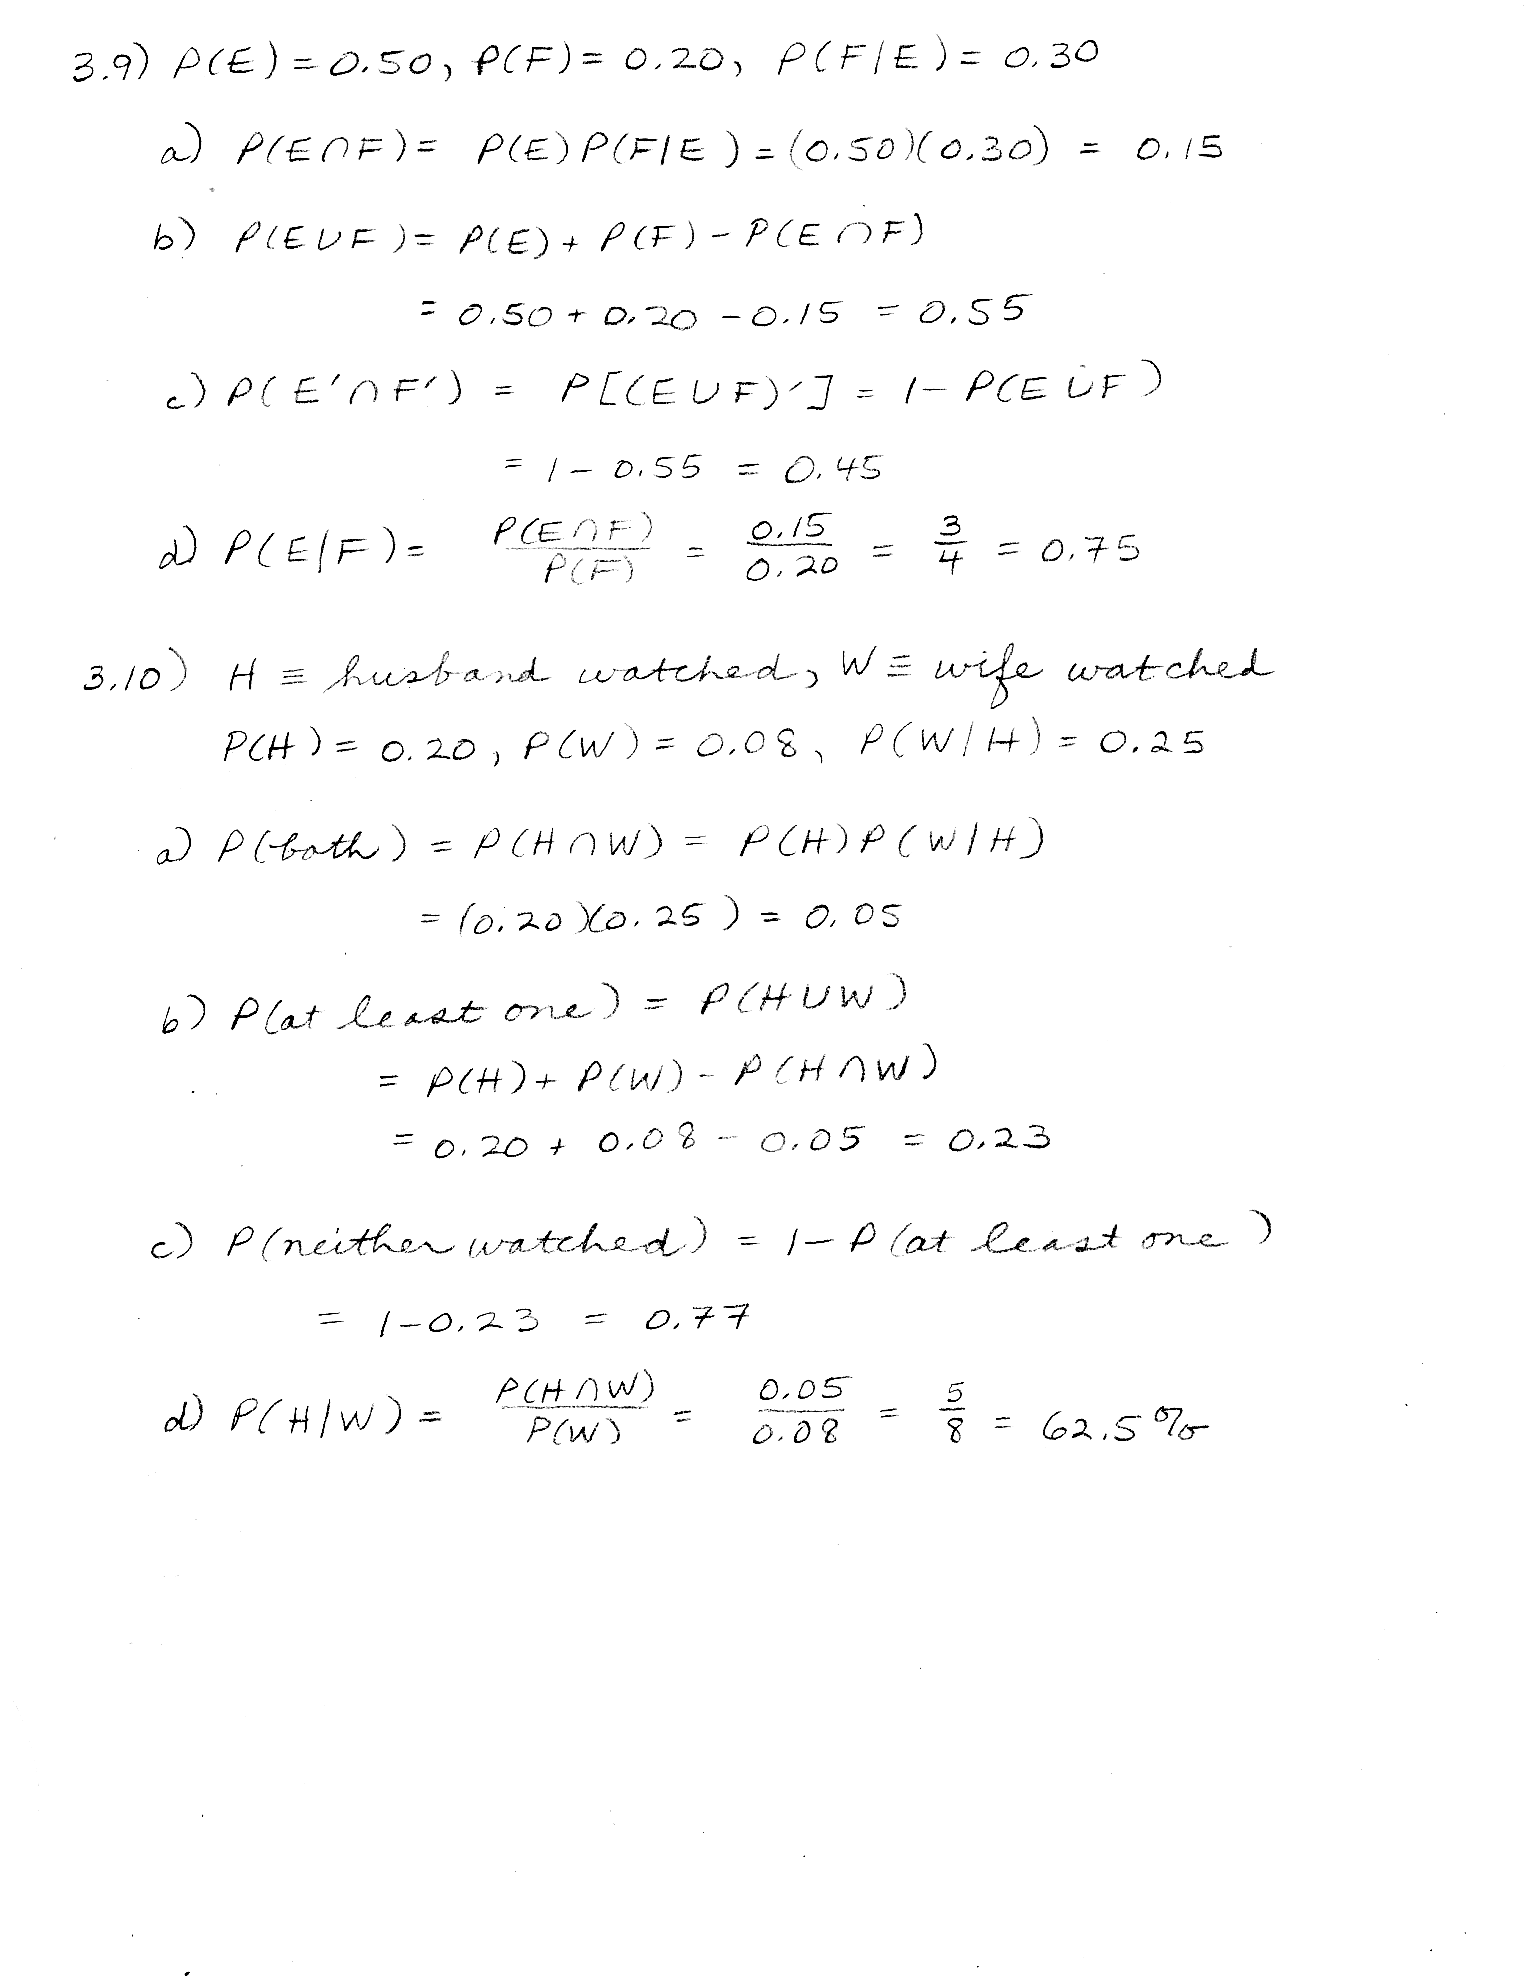 3.9) P(E) = 0.50, P(F) = 0.20, P(F|E) = 0.30
a) P(E∩F) = P(E)P(F|E) = (0.50)(0.30) = 0.15
b) P(E∪F) = P(E) + P(F) - P(E∩F)
= 0.50 + 0.20 - 0.15 = 0.55
c) P(E'∩F') = P[(E∪F)'] = 1 - P(E∪F)
= 1 - 0.55 = 0.45
d) P(E|F) = P(E∩F)/P(F) = 0.15/0.20 = 3/4 = 0.75
3.10) H ≡ husband watched, W ≡ wife watched
P(H) = 0.20, P(W) = 0.08, P(W|H) = 0.25
a) P(both) = P(H∩W) = P(H)P(W|H)
= (0.20)(0.25) = 0.05
b) P(at least one) = P(H∪W)
= P(H) + P(W) - P(H∩W)
= 0.20 + 0.08 - 0.05 = 0.23
c) P(neither watched) = 1 - P(at least one)
= 1 - 0.23 = 0.77
d) P(H|W) = P(H∩W)/P(W) = 0.05/0.08 = 5/8 = 62.5%